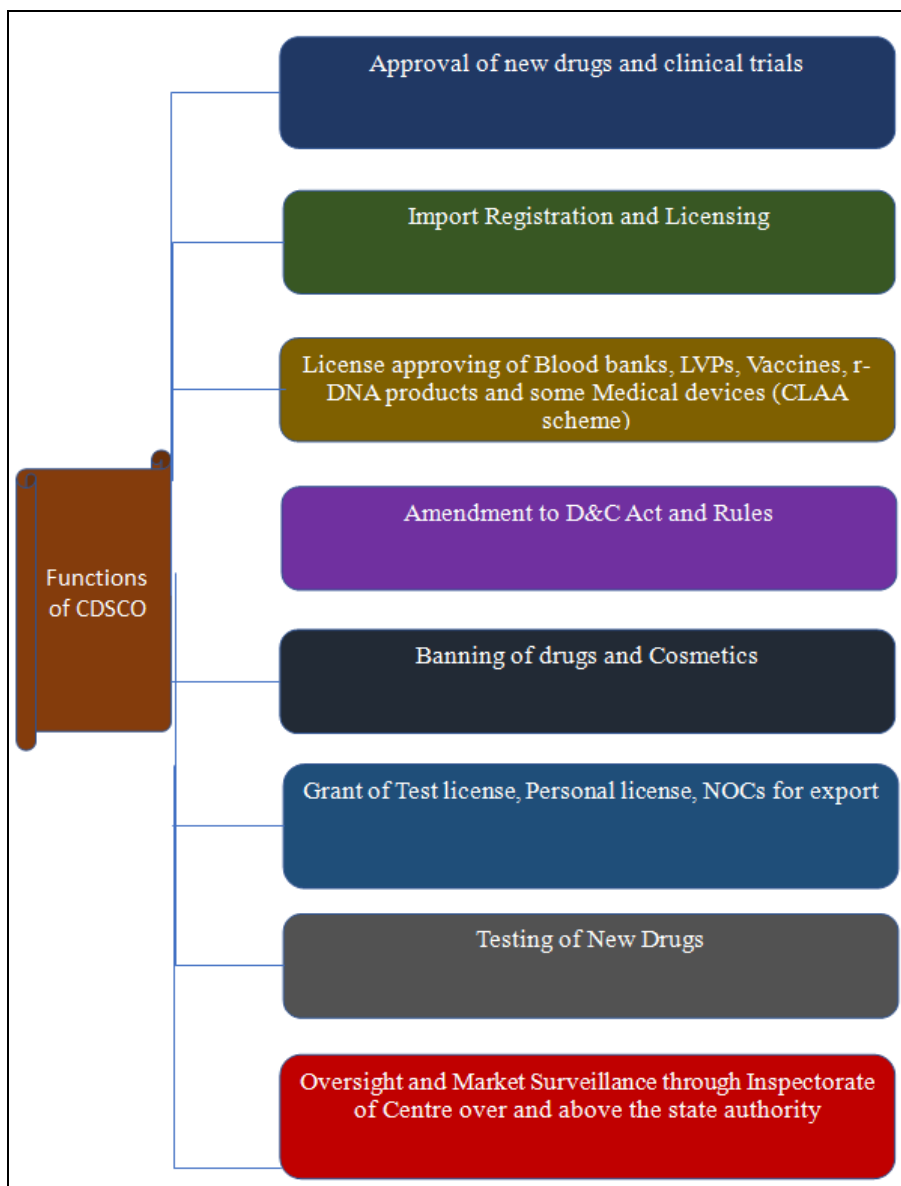 Approval of new drugs and clinical trials
Import Registration and Licensing
License approving of Blood banks, LVPs, Vaccines, r-
DNA products and some Medical devices (CLAA
scheme)
Functions
of CDSCO
Amendment to D&C Act and Rules
Banning of drugs and Cosmetics
Grant of Test license, Personal license, NOCs for export
Testing of New Drugs
Oversight and Market Surveillance through Inspectorate
of Centre over and above the state authority